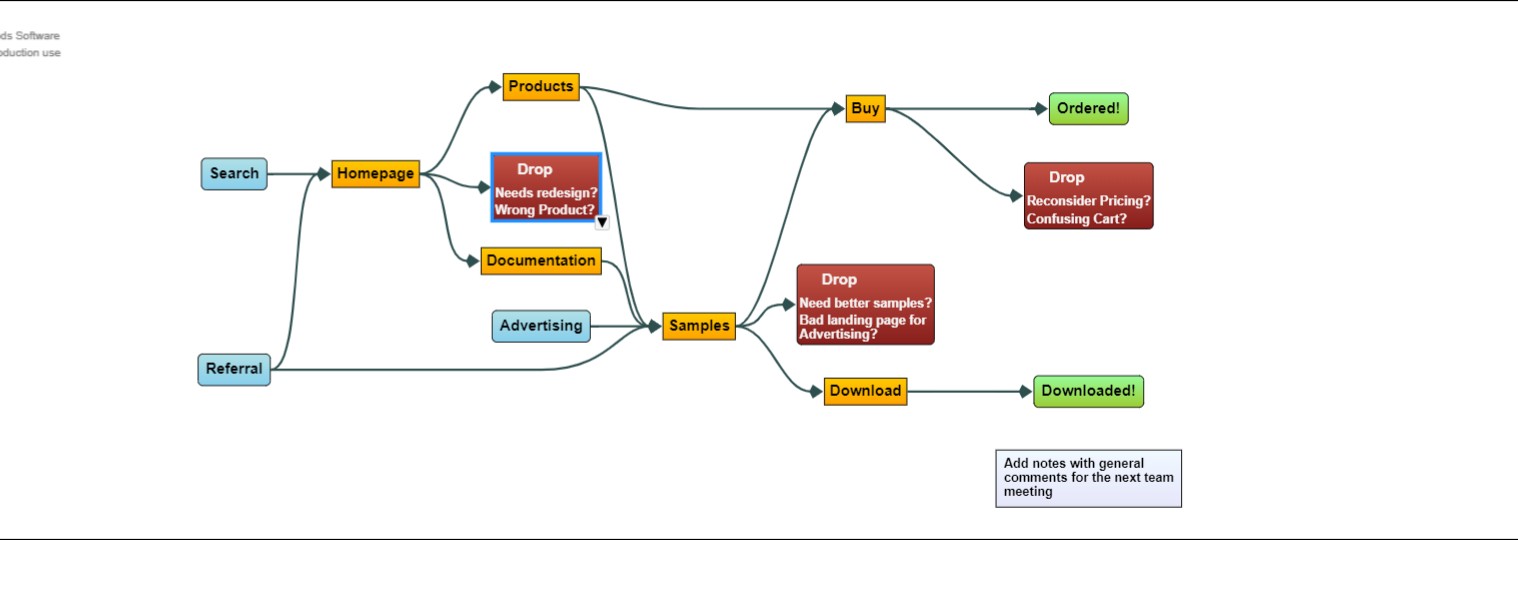 Software
use
Products
Buy
Ordered!
Search
Homepage
Drop
Needs redesign?
Wrong Product?
Drop
Reconsider Pricing?
Confusing Cart?
Documentation
Drop
Need better samples?
Bad landing page for
Advertising?
Advertising
Samples
Referral
Download
Downloaded!
Add notes with general
comments for the next team
meeting